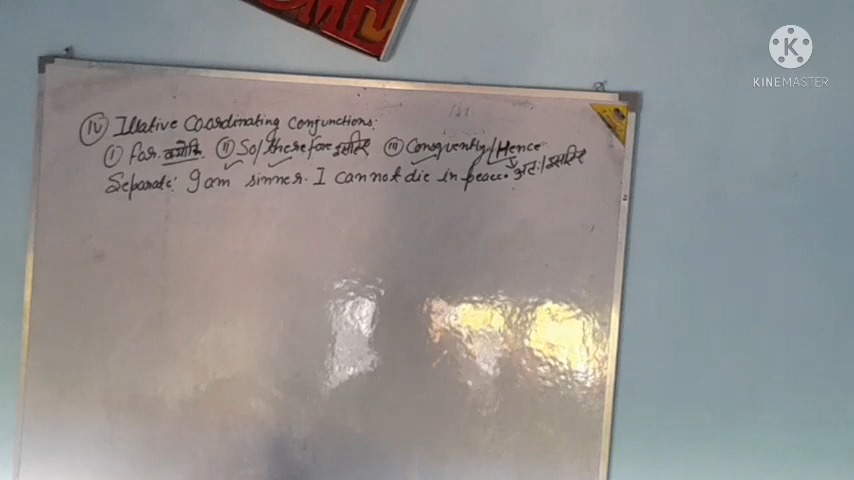 KINEMASTER
(IV) Illative Coordinating Conjunctions:
(i) For. क्योंकि (ii) So/therefore इसलिए (iii) Consequently/Hence
Separate: I am sinner. I cannot die in peace. अतः/इसलिए